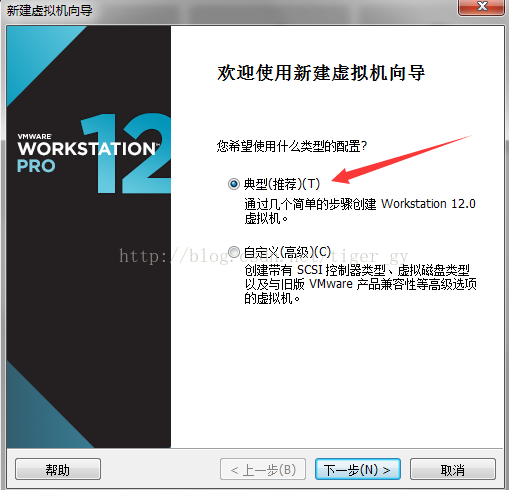 新建虚拟机向导
欢迎使用新建虚拟机向导
VMWARE
WORKSTATION™
PRO
12
您希望使用什么类型的配置?
典型(推荐)(T)
通过几个简单的步骤创建 Workstation 12.0
虚拟机。
自定义(高级)(C)
创建带有 SCSI 控制器类型、虚拟磁盘类型
以及与旧版 VMware 产品兼容性等高级选项
的虚拟机。
帮助
< 上一步(B)
下一步(N) >
取消